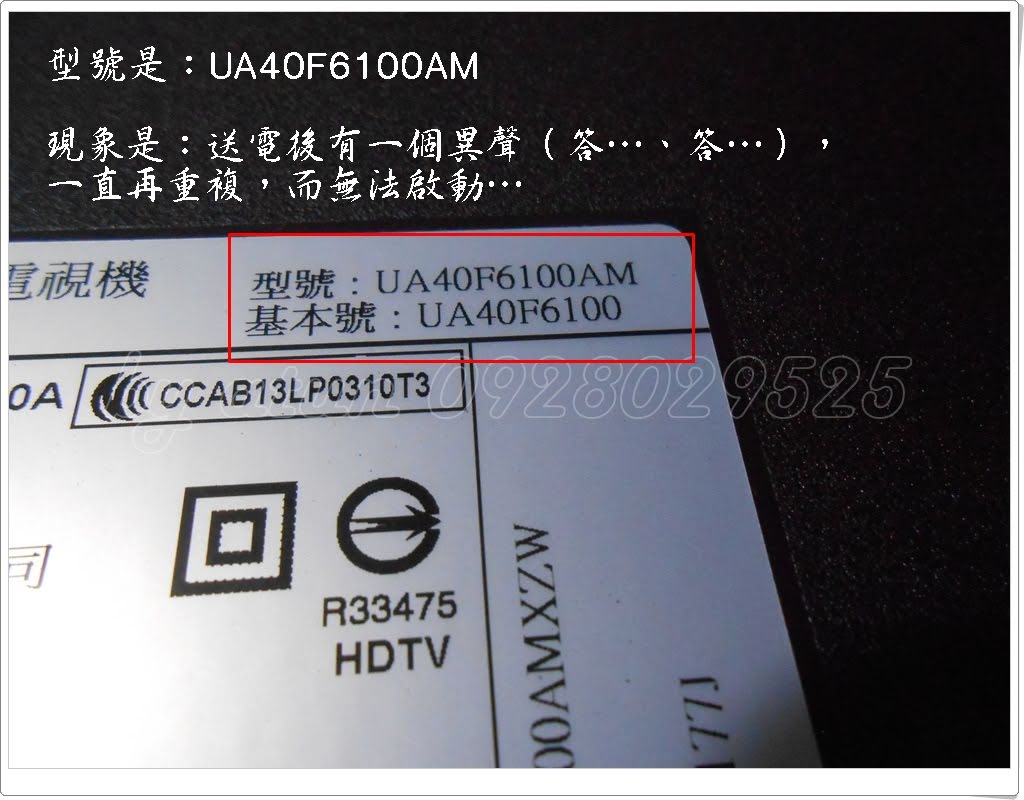 型號是：UA40F6100AM
現象是：送電後有一個異聲（答…、答…），
一直再重複，而無法啟動…
電視機
型號：UA40F6100AM
基本號：UA40F6100
0A
CCAB13LP0310T3
0928029525
司
R33475
HDTV
00AMXZW
177J